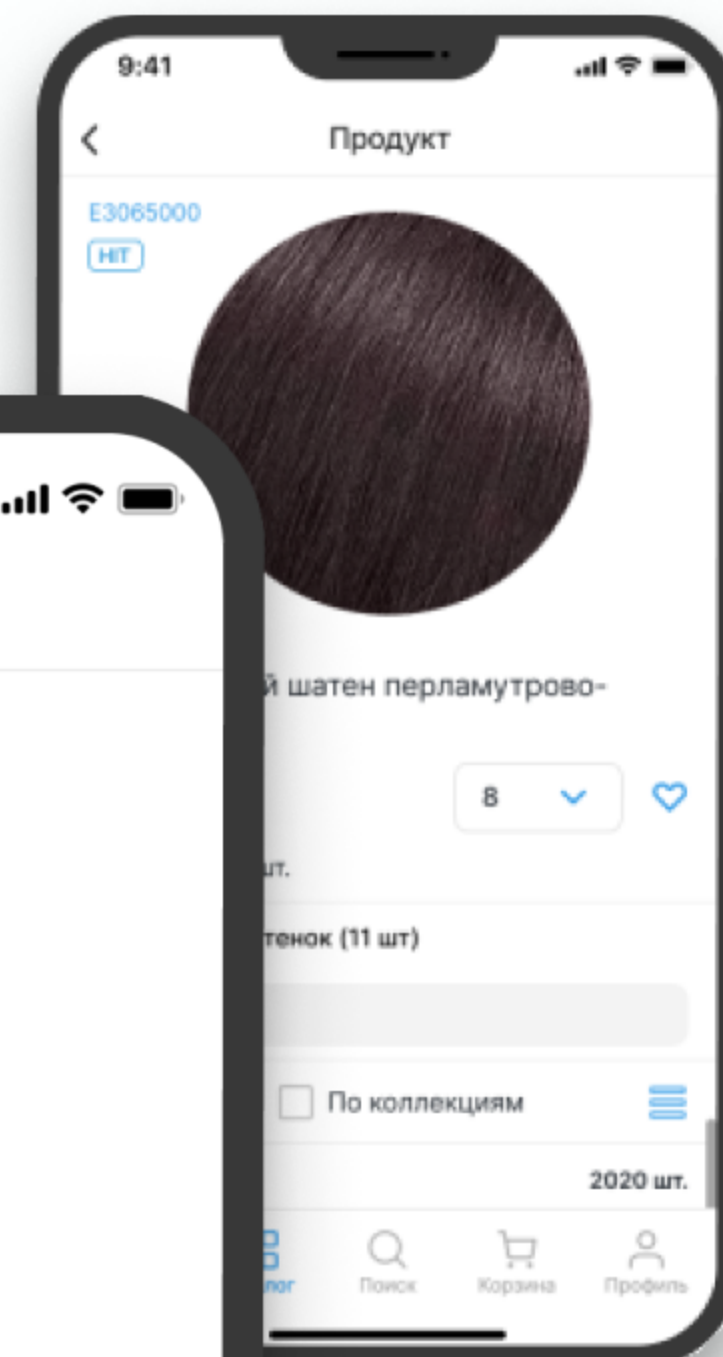 9:41
Продукт
E3065000
HIT
й шатен перламутрово-
8
шт.
тенок (11 шт)
По коллекциям
2020 шт.
лог Поиск Корзина Профиль